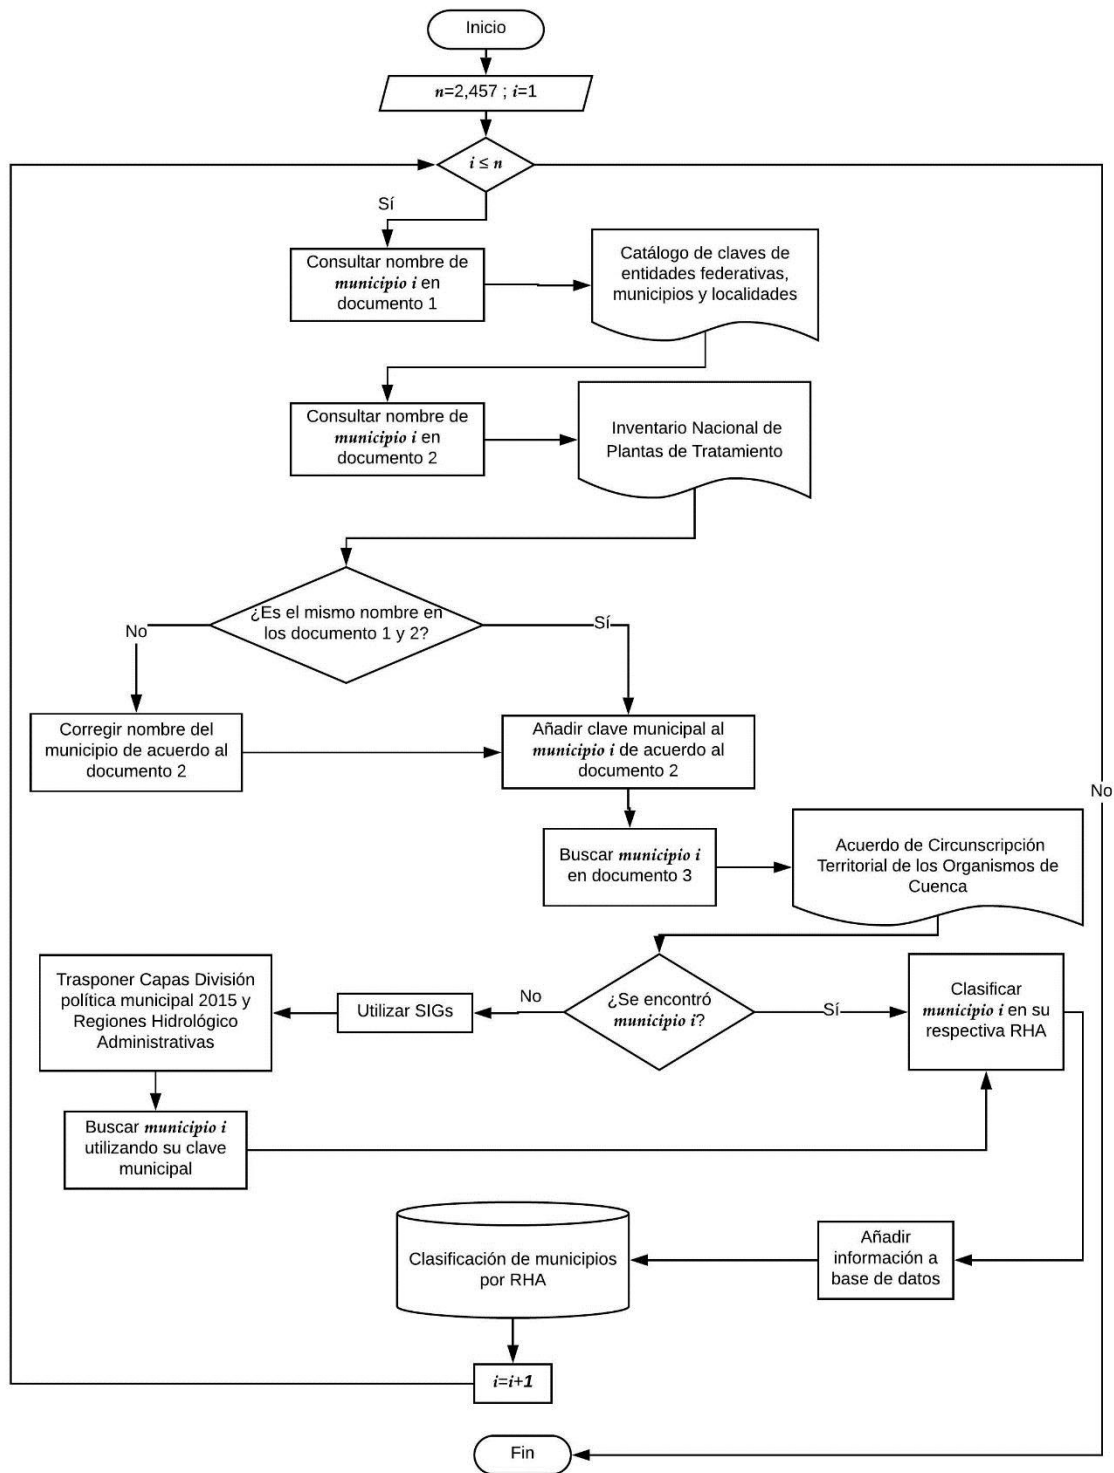 Inicio
n=2,457 ; i=1
i ≤ n
Sí
Consultar nombre de
municipio i en
documento 1
Catálogo de claves de
entidades federativas,
municipios y localidades
Consultar nombre de
municipio i en
documento 2
Inventario Nacional de
Plantas de Tratamiento
¿Es el mismo nombre en
los documento 1 y 2?
No
Sí
Corregir nombre del
municipio de acuerdo al
documento 2
Añadir clave municipal al
municipio i de acuerdo al
documento 2
No
Buscar municipio i
en documento 3
Acuerdo de Circunscripción
Territorial de los Organismos de
Cuenca
Trasponer Capas División
política municipal 2015 y
Regiones Hidrológico
Administrativas
Utilizar SIGs
No
¿Se encontró
municipio i?
Sí
Clasificar
municipio i en su
respectiva RHA
Buscar municipio i
utilizando su clave
municipal
Clasificación de municipios
por RHA
Añadir
información a
base de datos
i=i+1
Fin